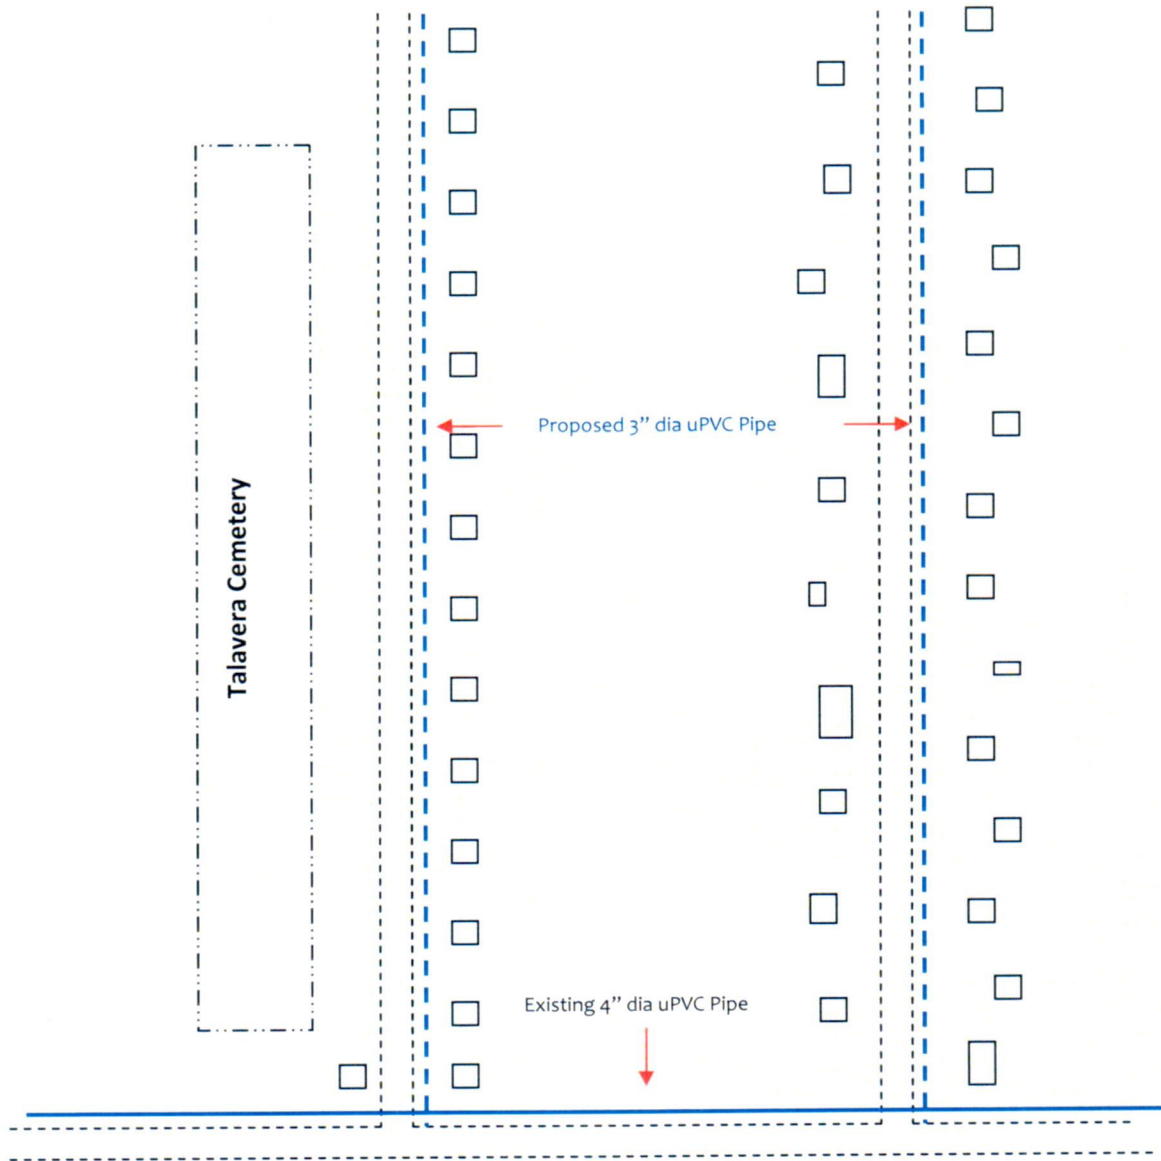 Proposed 3” dia uPVC Pipe
Talavera Cemetery
Existing 4” dia uPVC Pipe